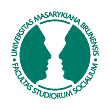 UNIVERSITAS MASARYKIANA BRUNENSIS
FACULTAS STUDIORUM SOCIALIUM